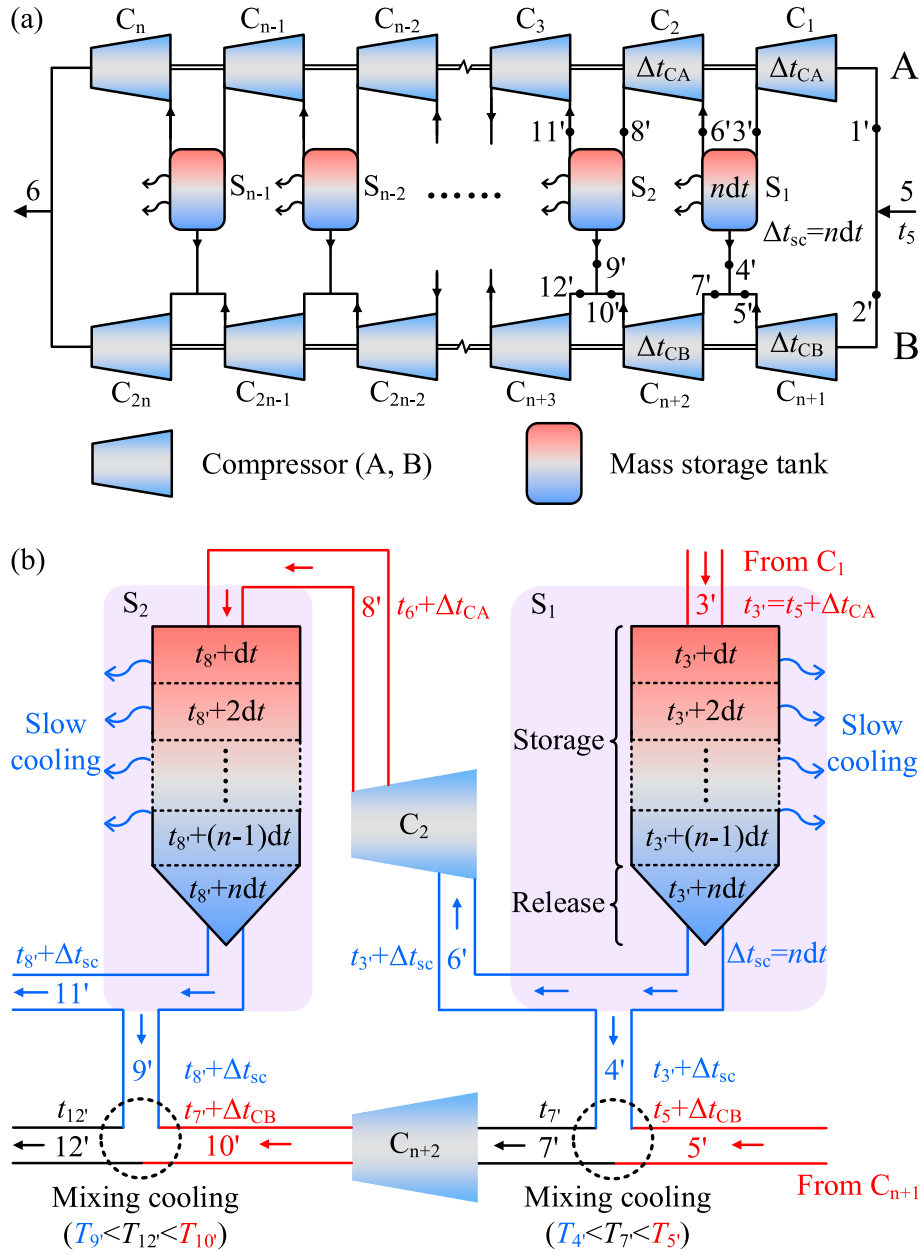 (a)
Cn
Cn-1
Cn-2
C3
C2
C1
ΔtCA
ΔtCA
A
11'
8'
6'
3'
1'
6
Sn-1
Sn-2
······
S2
ndt
S1
5
t5
Δtsc=ndt
9'
4'
12'
10'
7'
5'
2'
ΔtCB
ΔtCB
B
C2n
C2n-1
C2n-2
Cn+3
Cn+2
Cn+1
Compressor (A, B)
Mass storage tank
(b)
From C1
S2
8'
t6'+ΔtCA
S1
3'
t3'=t5+ΔtCA
t8'+dt
t3'+dt
t8'+2dt
t3'+2dt
Slow
cooling
Storage
Slow
cooling
t8'+(n-1)dt
C2
t3'+(n-1)dt
t8'+ndt
Release
t3'+ndt
t8'+Δtsc
t3'+Δtsc
6'
Δtsc=ndt
11'
9'
t8'+Δtsc
4'
t3'+Δtsc
t12'
t7'+ΔtCB
t7'
t5+ΔtCB
12'
10'
Cn+2
7'
5'
Mixing cooling
(T9'<T12'<T10')
Mixing cooling
(T4'<T7'<T5')
From Cn+1